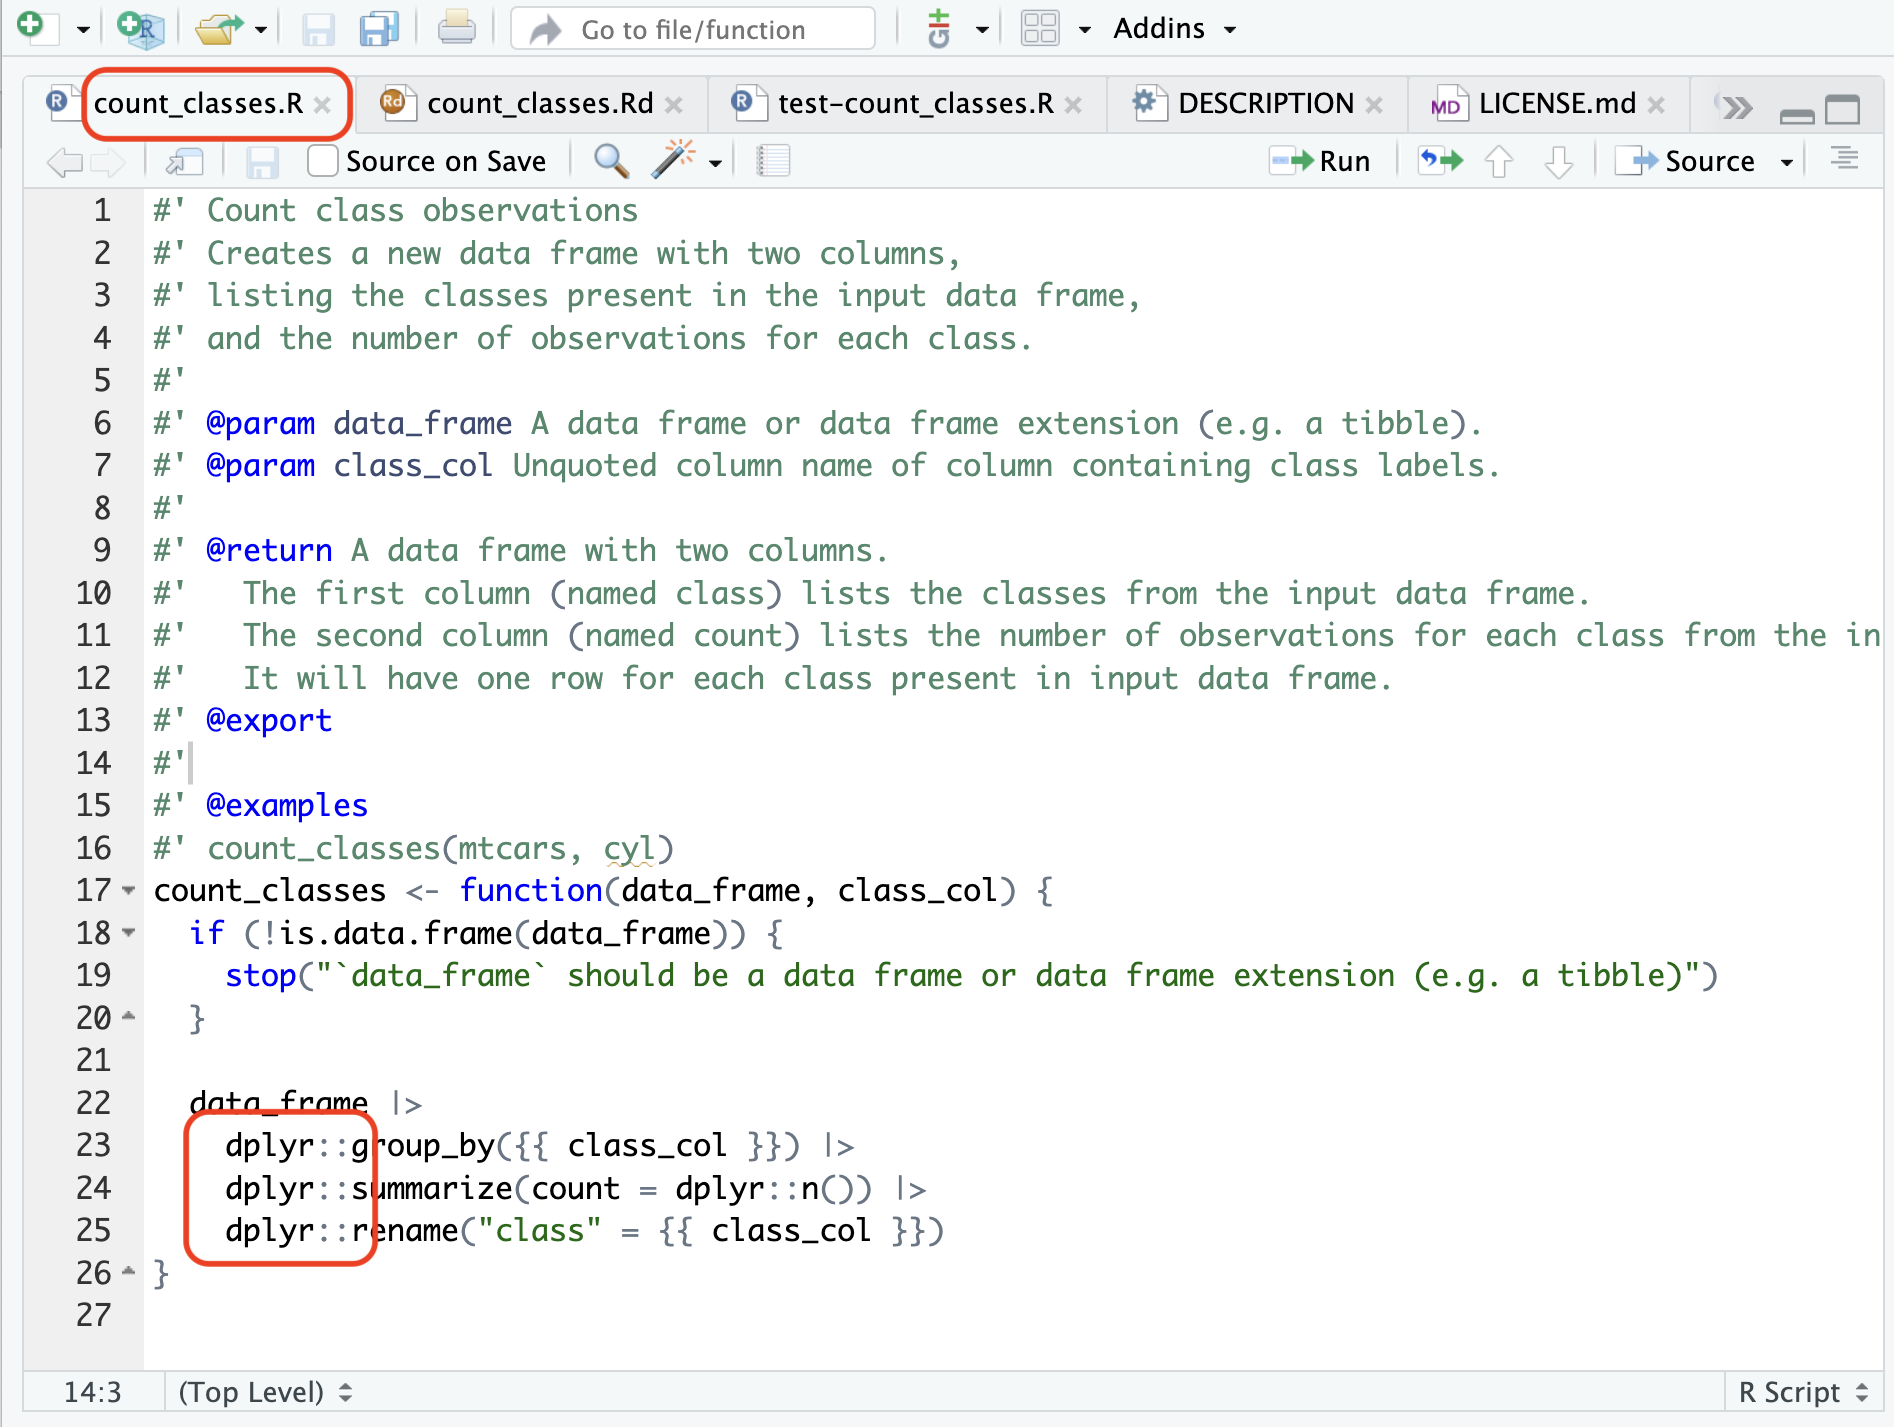 Go to file/function Git Addins
count_classes.R count_classes.Rd test-count_classes.R DESCRIPTION LICENSE.md
Source on Save Run Source
1 #' Count class observations
2 #' Creates a new data frame with two columns,
3 #' listing the classes present in the input data frame,
4 #' and the number of observations for each class.
5 #'
6 #' @param data_frame A data frame or data frame extension (e.g. a tibble).
7 #' @param class_col Unquoted column name of column containing class labels.
8 #'
9 #' @return A data frame with two columns.
10 #'   The first column (named class) lists the classes from the input data frame.
11 #'   The second column (named count) lists the number of observations for each class from the in
12 #'   It will have one row for each class present in input data frame.
13 #' @export
14 #'
15 #' @examples
16 #' count_classes(mtcars, cyl)
17 count_classes <- function(data_frame, class_col) {
18   if (!is.data.frame(data_frame)) {
19     stop("`data_frame` should be a data frame or data frame extension (e.g. a tibble)")
20   }
21
22   data_frame |>
23     dplyr::group_by({{ class_col }}) |>
24     dplyr::summarize(count = dplyr::n()) |>
25     dplyr::rename("class" = {{ class_col }})
26 }
27
14:3 (Top Level) R Script